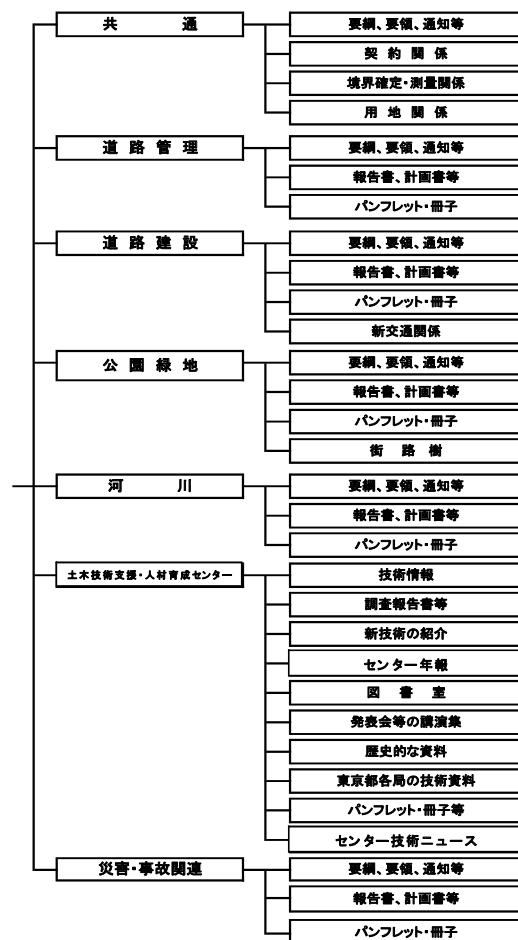 共通
要綱、要領、通知等
契約関係
境界確定・測量関係
用地関係
道路管理
要綱、要領、通知等
報告書、計画書等
パンフレット・冊子
道路建設
要綱、要領、通知等
報告書、計画書等
パンフレット・冊子
新交通関係
公園緑地
要綱、要領、通知等
報告書、計画書等
パンフレット・冊子
街路樹
河川
要綱、要領、通知等
報告書、計画書等
パンフレット・冊子
土木技術支援・人材育成センター
技術情報
調査報告書等
新技術の紹介
センター年報
図書室
発表会等の講演集
歴史的な資料
東京都各局の技術資料
パンフレット・冊子等
センター技術ニュース
災害・事故関連
要綱、要領、通知等
報告書、計画書等
パンフレット・冊子